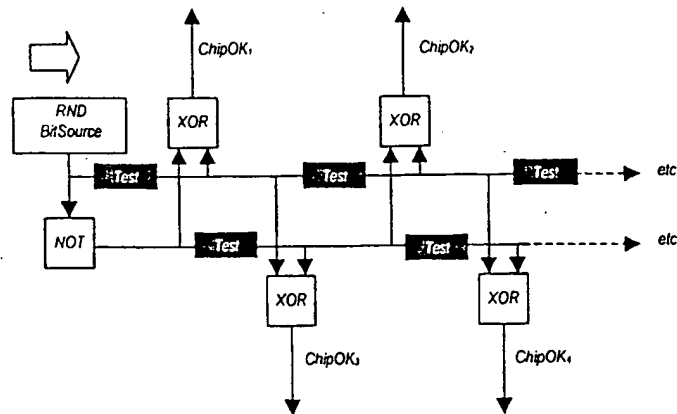 ChipOK₁
ChipOK₂
RND
BitSource
XOR
XOR
Test
Test
Test
etc
NOT
Test
Test
etc
XOR
XOR
ChipOK₃
ChipOK₄